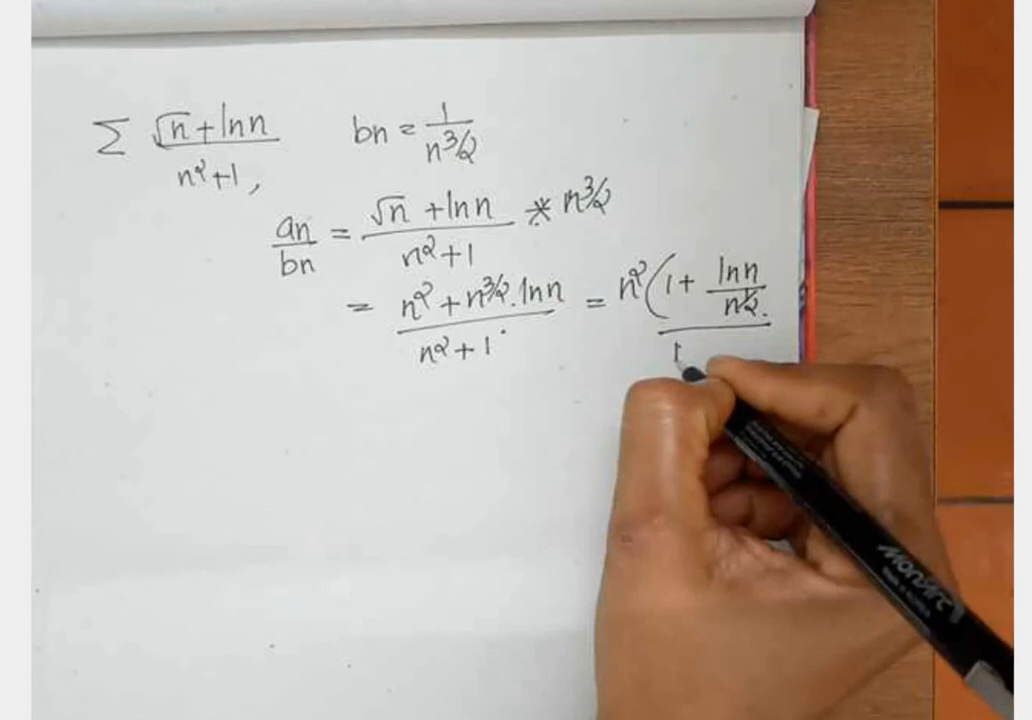 ∑ (√n + ln n)/(n² + 1), bn = 1/n^(3/2)
an/bn = (√n + ln n)/(n² + 1) * n^(3/2)
= (n² + n^(3/2) . ln n)/(n² + 1) = n² (1 + ln n/n^(1/2)
MonArc